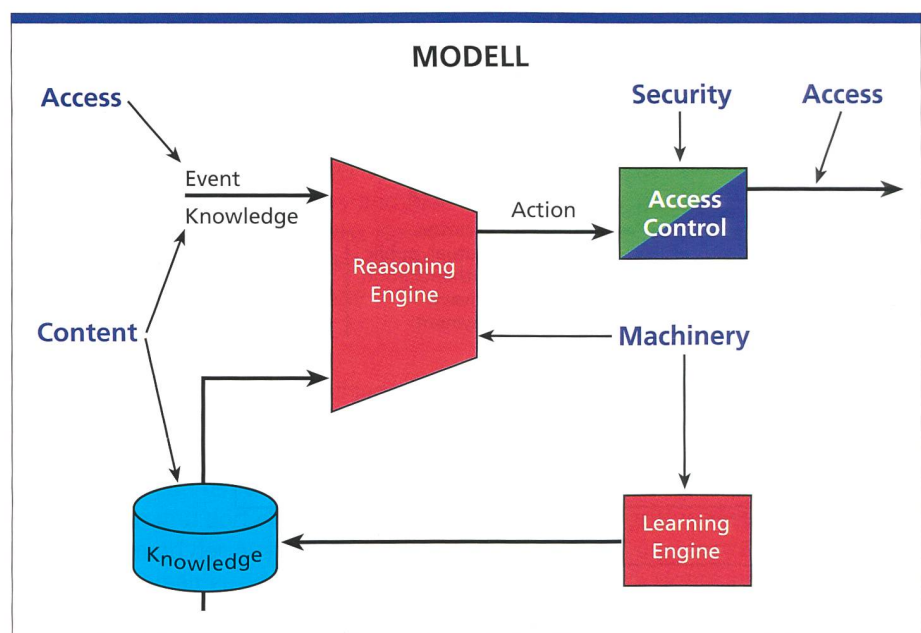 MODELL
Access
Security
Access
Event
Knowledge
Action
Access
Control
Reasoning
Engine
Content
Machinery
Knowledge
Learning
Engine